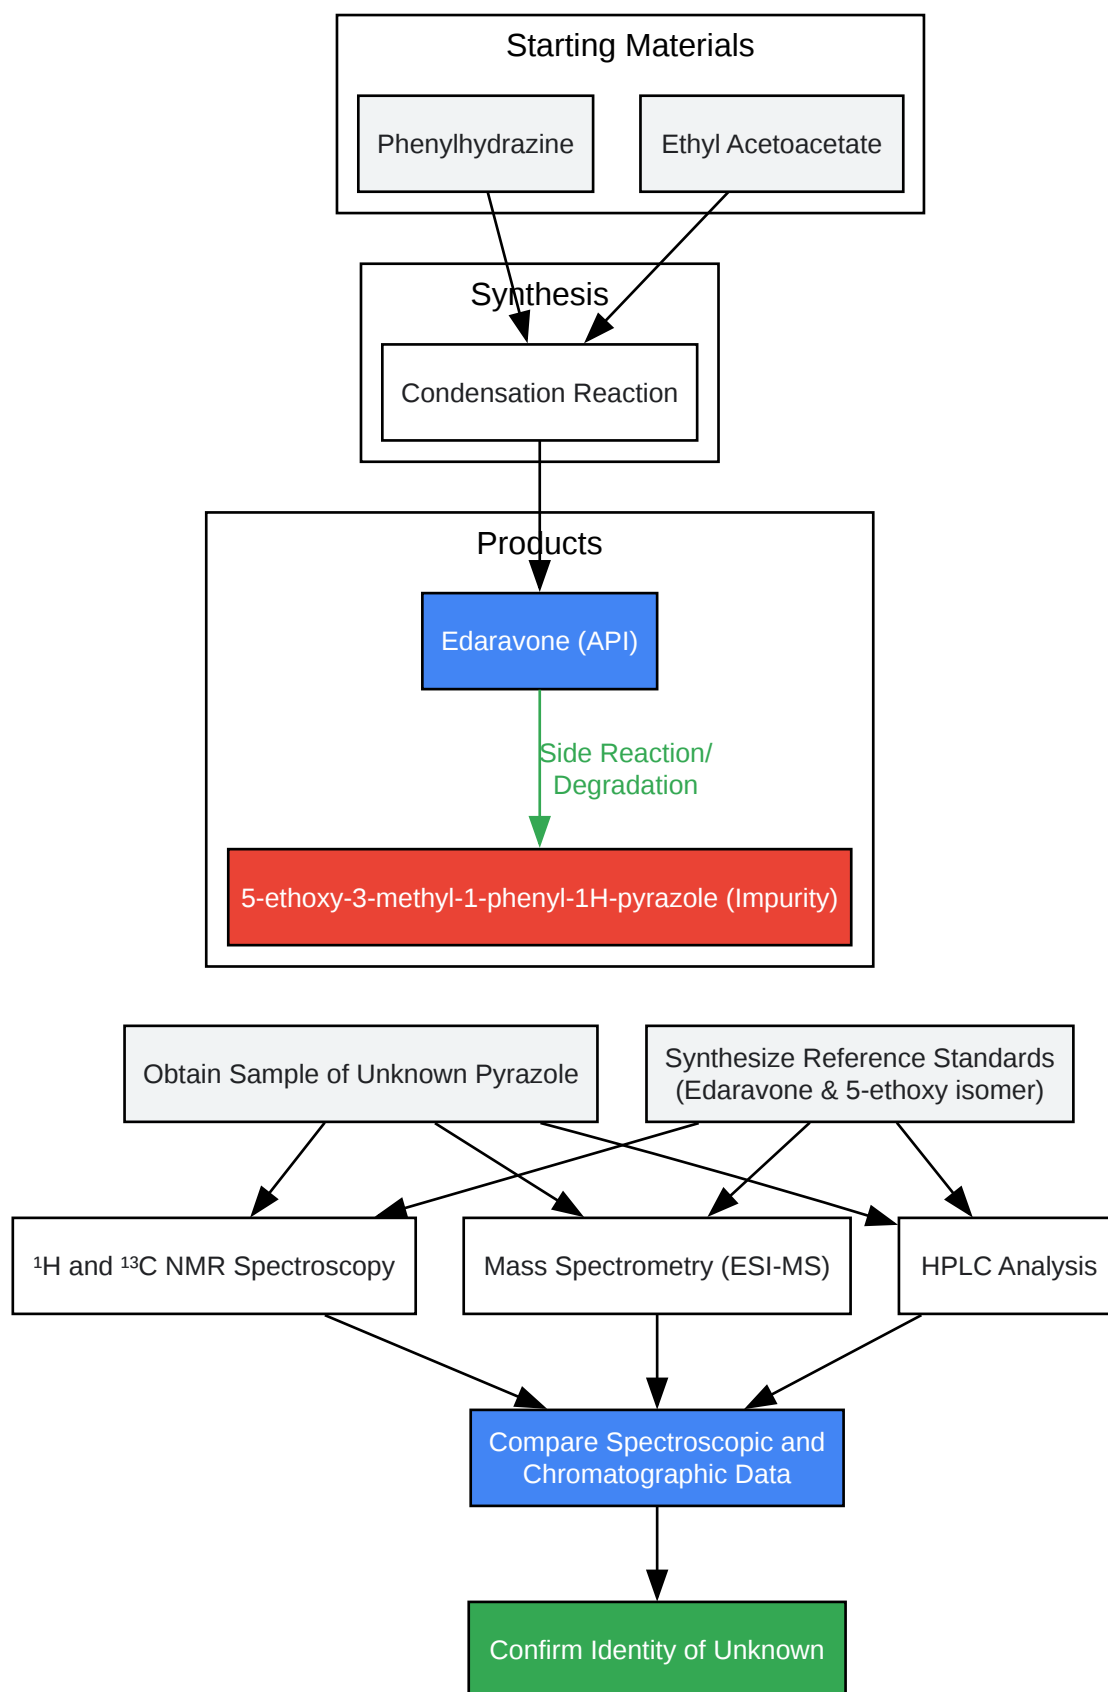 Starting Materials
Phenylhydrazine
Ethyl Acetoacetate
Synthesis
Condensation Reaction
Products
Edaravone (API)
Side Reaction/
Degradation
5-ethoxy-3-methyl-1-phenyl-1H-pyrazole (Impurity)
Obtain Sample of Unknown Pyrazole
Synthesize Reference Standards
(Edaravone & 5-ethoxy isomer)
¹H and ¹³C NMR Spectroscopy
Mass Spectrometry (ESI-MS)
HPLC Analysis
Compare Spectroscopic and
Chromatographic Data
Confirm Identity of Unknown